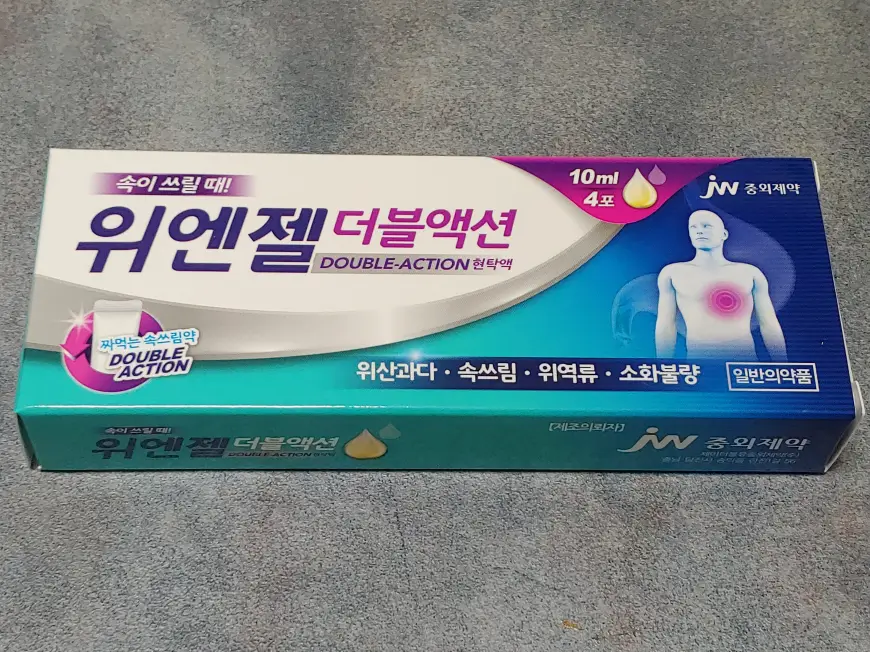 속이 쓰릴 때!
위엔젤 더블액션
DOUBLE-ACTION 현탁액
10ml
4포
JW 중외제약
짜먹는 속쓰림약
DOUBLE
ACTION
위산과다 · 속쓰림 · 위역류 · 소화불량
일반의약품
속이 쓰릴 때!
위엔젤 더블액션
DOUBLE-ACTION 현탁액
[제조의뢰자]
JW 중외제약